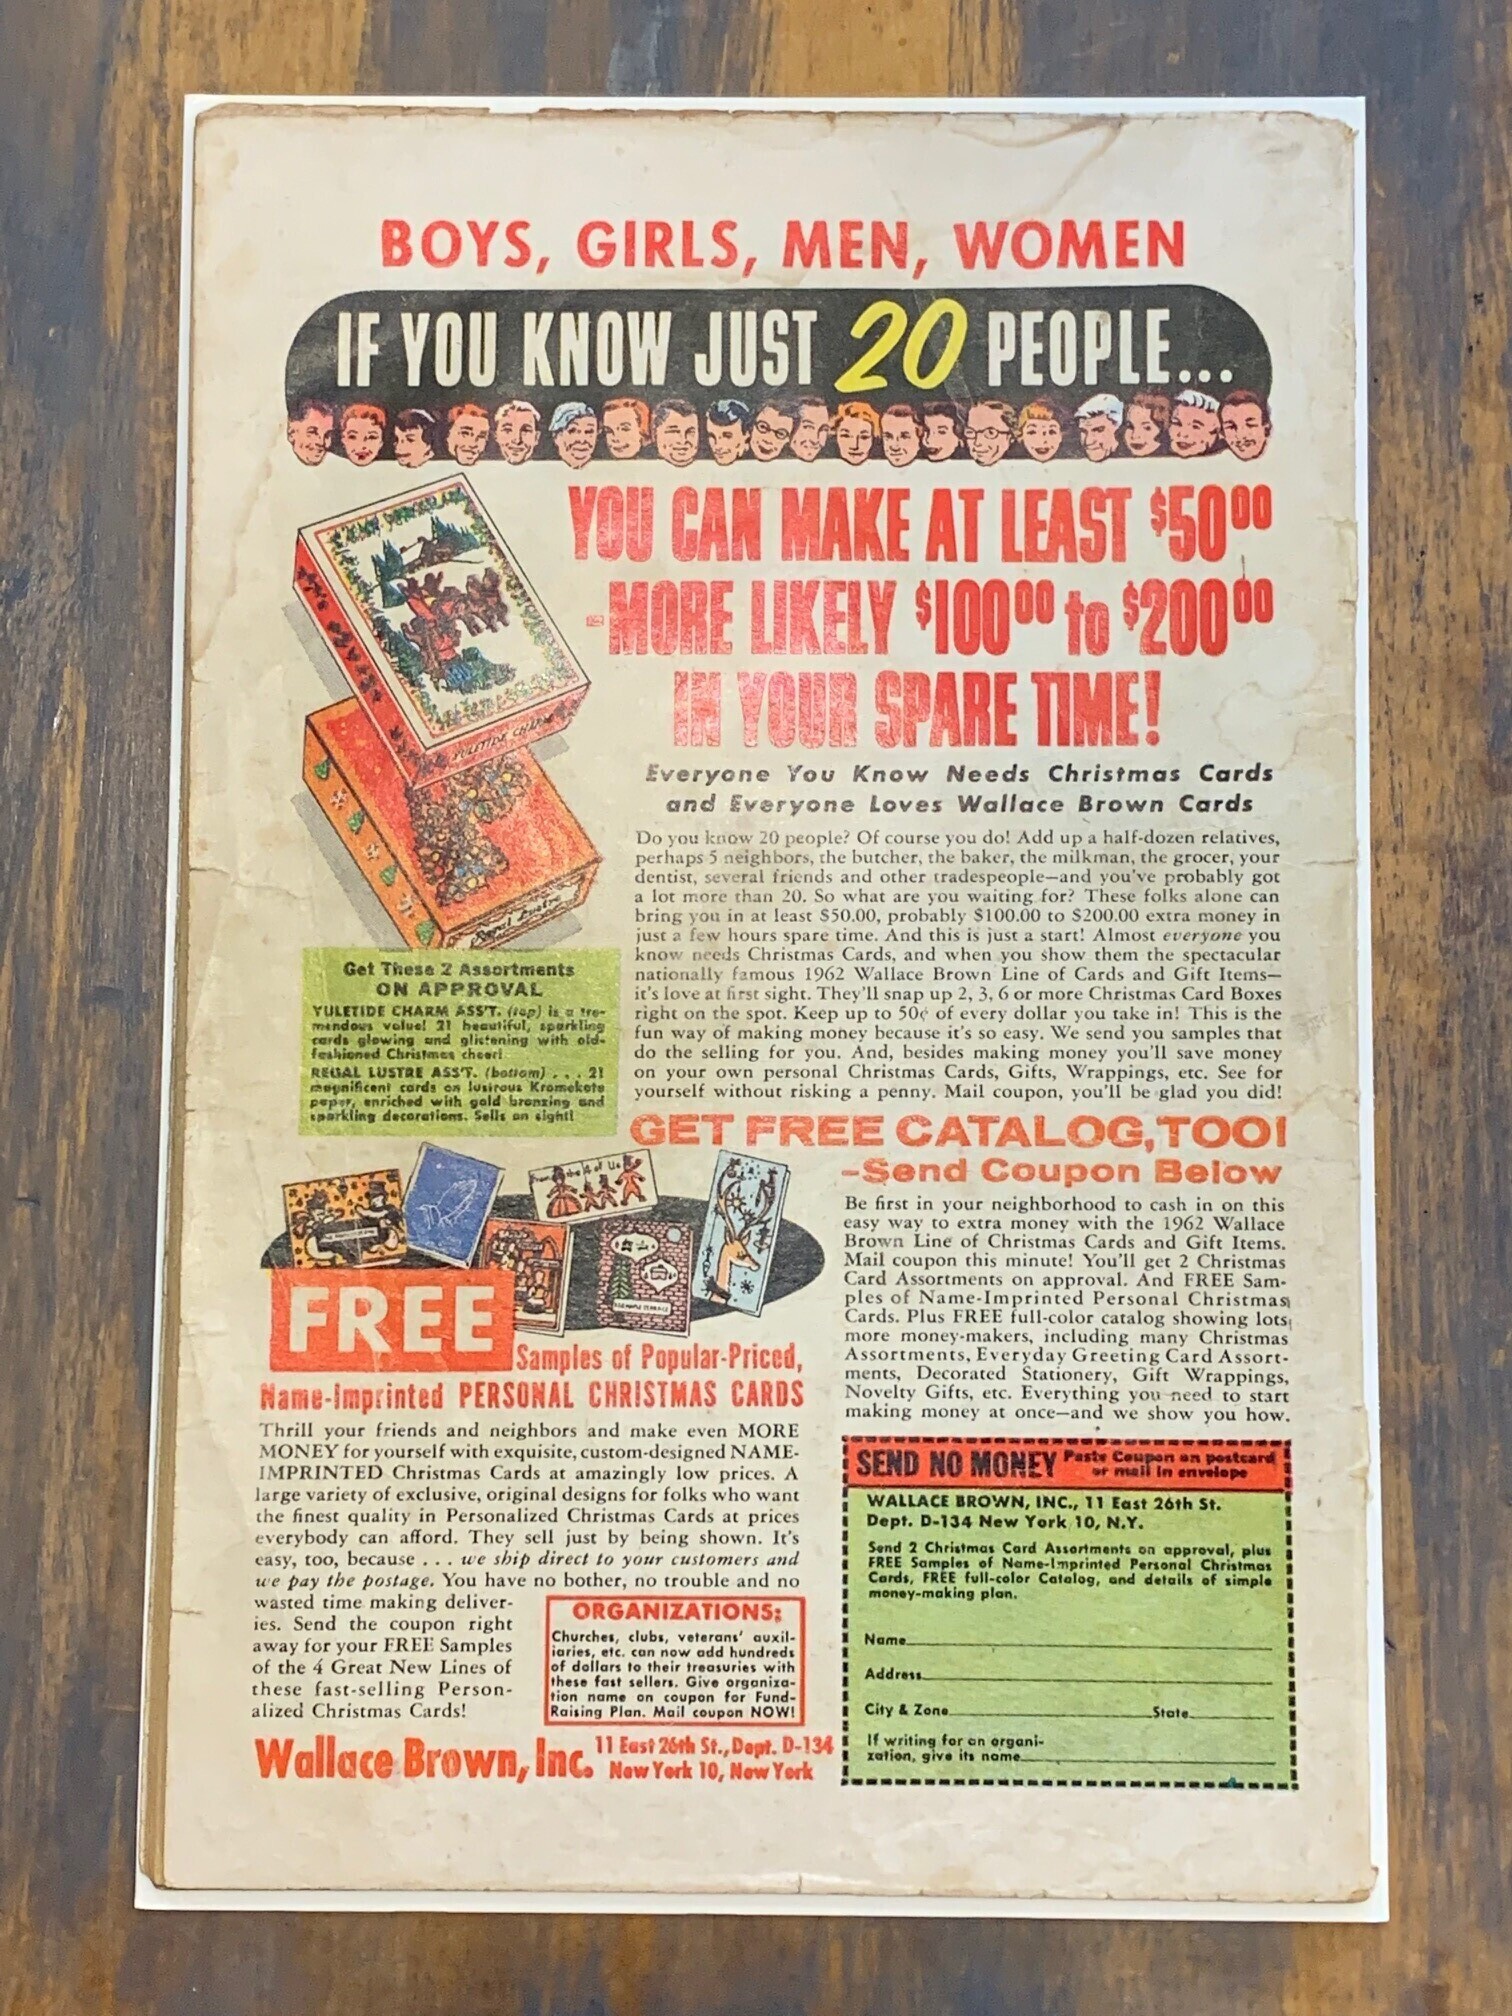 BOYS, GIRLS, MEN, WOMEN
IF YOU KNOW JUST 20 PEOPLE...
YOU CAN MAKE AT LEAST $50⁰⁰
-MORE LIKELY $100⁰⁰ to $200⁰⁰
IN YOUR SPARE TIME!
YULETIDE CHARM
Regal Lustre
Everyone You Know Needs Christmas Cards
and Everyone Loves Wallace Brown Cards
Do you know 20 people? Of course you do! Add up a half-dozen relatives,
perhaps 5 neighbors, the butcher, the baker, the milkman, the grocer, your
dentist, several friends and other tradespeople—and you've probably got
a lot more than 20. So what are you waiting for? These folks alone can
bring you in at least $50.00, probably $100.00 to $200.00 extra money in
just a few hours spare time. And this is just a start! Almost everyone you
know needs Christmas Cards, and when you show them the spectacular
nationally famous 1962 Wallace Brown Line of Cards and Gift Items—
it's love at first sight. They'll snap up 2, 3, 6 or more Christmas Card Boxes
right on the spot. Keep up to 50¢ of every dollar you take in! This is the
fun way of making money because it's so easy. We send you samples that
do the selling for you. And, besides making money you'll save money
on your own personal Christmas Cards, Gifts, Wrappings, etc. See for
yourself without risking a penny. Mail coupon, you'll be glad you did!
Get These 2 Assortments
ON APPROVAL
YULETIDE CHARM ASS'T. (top) is a tre-
mendous value! 21 beautiful, sparkling
cards glowing and glistening with old-
fashioned Christmas cheer!
REGAL LUSTRE ASS'T. (bottom) . . . 21
magnificent cards on lustrous Kromekote
paper, enriched with gold bronzing and
sparkling decorations. Sells on sight!
GET FREE CATALOG, TOO!
-Send Coupon Below
Be first in your neighborhood to cash in on this
easy way to extra money with the 1962 Wallace
Brown Line of Christmas Cards and Gift Items.
Mail coupon this minute! You'll get 2 Christmas
Card Assortments on approval. And FREE Sam-
ples of Name-Imprinted Personal Christmas
Cards. Plus FREE full-color catalog showing lots
more money-makers, including many Christmas
Assortments, Everyday Greeting Card Assort-
ments, Decorated Stationery, Gift Wrappings,
Novelty Gifts, etc. Everything you need to start
making money at once—and we show you how.
From the 4 of Us
FREE
Samples of Popular-Priced,
Name-Imprinted PERSONAL CHRISTMAS CARDS
Thrill your friends and neighbors and make even MORE
MONEY for yourself with exquisite, custom-designed NAME-
IMPRINTED Christmas Cards at amazingly low prices. A
large variety of exclusive, original designs for folks who want
the finest quality in Personalized Christmas Cards at prices
everybody can afford. They sell just by being shown. It's
easy, too, because . . . we ship direct to your customers and
we pay the postage. You have no bother, no trouble and no
wasted time making deliver-
ies. Send the coupon right
away for your FREE Samples
of the 4 Great New Lines of
these fast-selling Person-
alized Christmas Cards!
ORGANIZATIONS:
Churches, clubs, veterans' auxil-
iaries, etc. can now add hundreds
of dollars to their treasuries with
these fast sellers. Give organiza-
tion name on coupon for Fund-
Raising Plan. Mail coupon NOW!
Wallace Brown, Inc. 11 East 26th St., Dept. D-134
New York 10, New York
SEND NO MONEY Paste Coupon on postcard
or mail in envelope
WALLACE BROWN, INC., 11 East 26th St.
Dept. D-134 New York 10, N.Y.
Send 2 Christmas Card Assortments on approval, plus
FREE Samples of Name-Imprinted Personal Christmas
Cards, FREE full-color Catalog, and details of simple
money-making plan.
Name
Address
City & Zone State
If writing for an organi-
zation, give its name